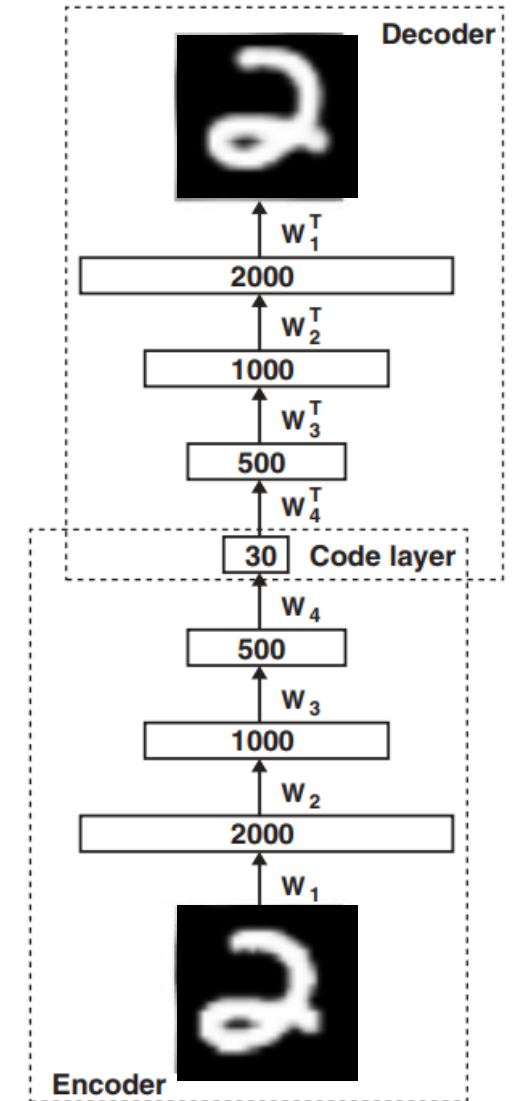 Decoder
W₁ᵀ
2000
W₂ᵀ
1000
W₃ᵀ
500
W₄ᵀ
30 Code layer
W₄
500
W₃
1000
W₂
2000
W₁
Encoder